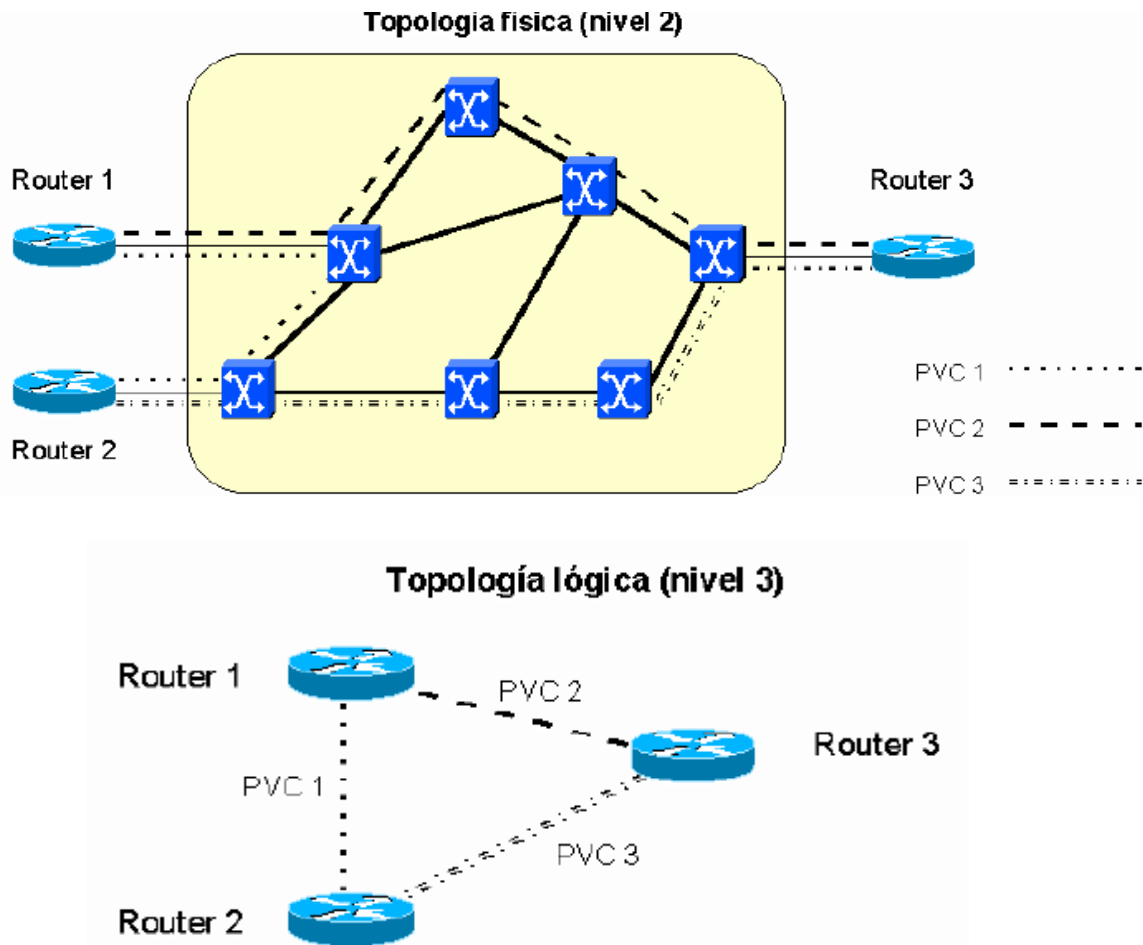 Topología física (nivel 2)
Router 1
Router 3
Router 2
PVC 1
PVC 2
PVC 3
Topología lógica (nivel 3)
Router 1
PVC 2
Router 3
PVC 1
PVC 3
Router 2